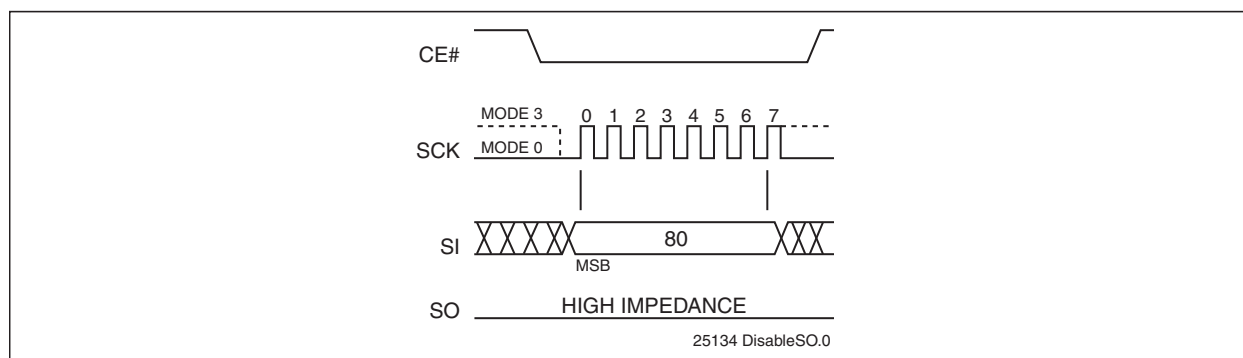 CE#
MODE 3 0 1 2 3 4 5 6 7
SCK MODE 0
SI 80
MSB
SO HIGH IMPEDANCE
25134 DisableSO.0